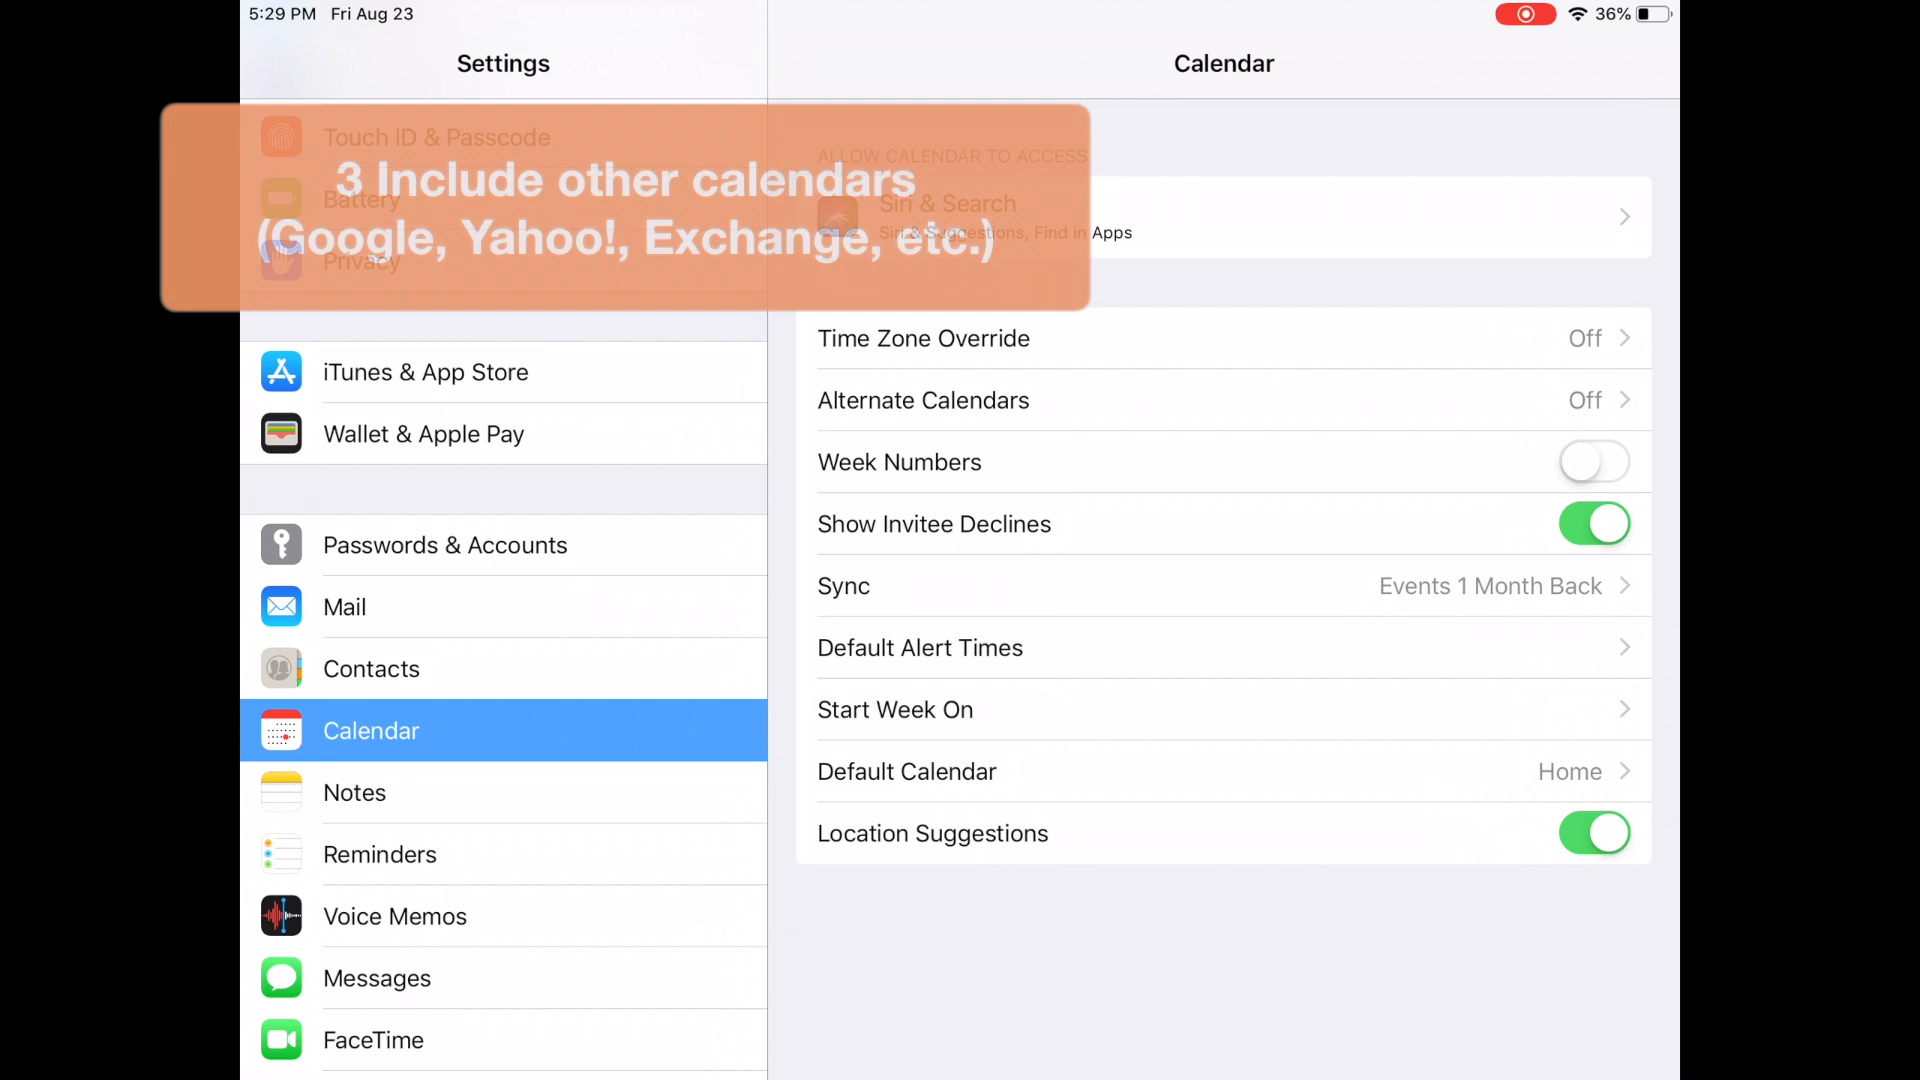 5:29 PM Fri Aug 23
36%
Settings
Calendar
Touch ID & Passcode
Battery
Privacy
3 Include other calendars
(Google, Yahoo!, Exchange, etc.)
iTunes & App Store
Wallet & Apple Pay
Passwords & Accounts
Mail
Contacts
Calendar
Notes
Reminders
Voice Memos
Messages
FaceTime
ALLOW CALENDAR TO ACCESS
Siri & Search
Siri & Suggestions, Find in Apps
Time Zone Override Off
Alternate Calendars Off
Week Numbers
Show Invitee Declines
Sync Events 1 Month Back
Default Alert Times
Start Week On
Default Calendar Home
Location Suggestions